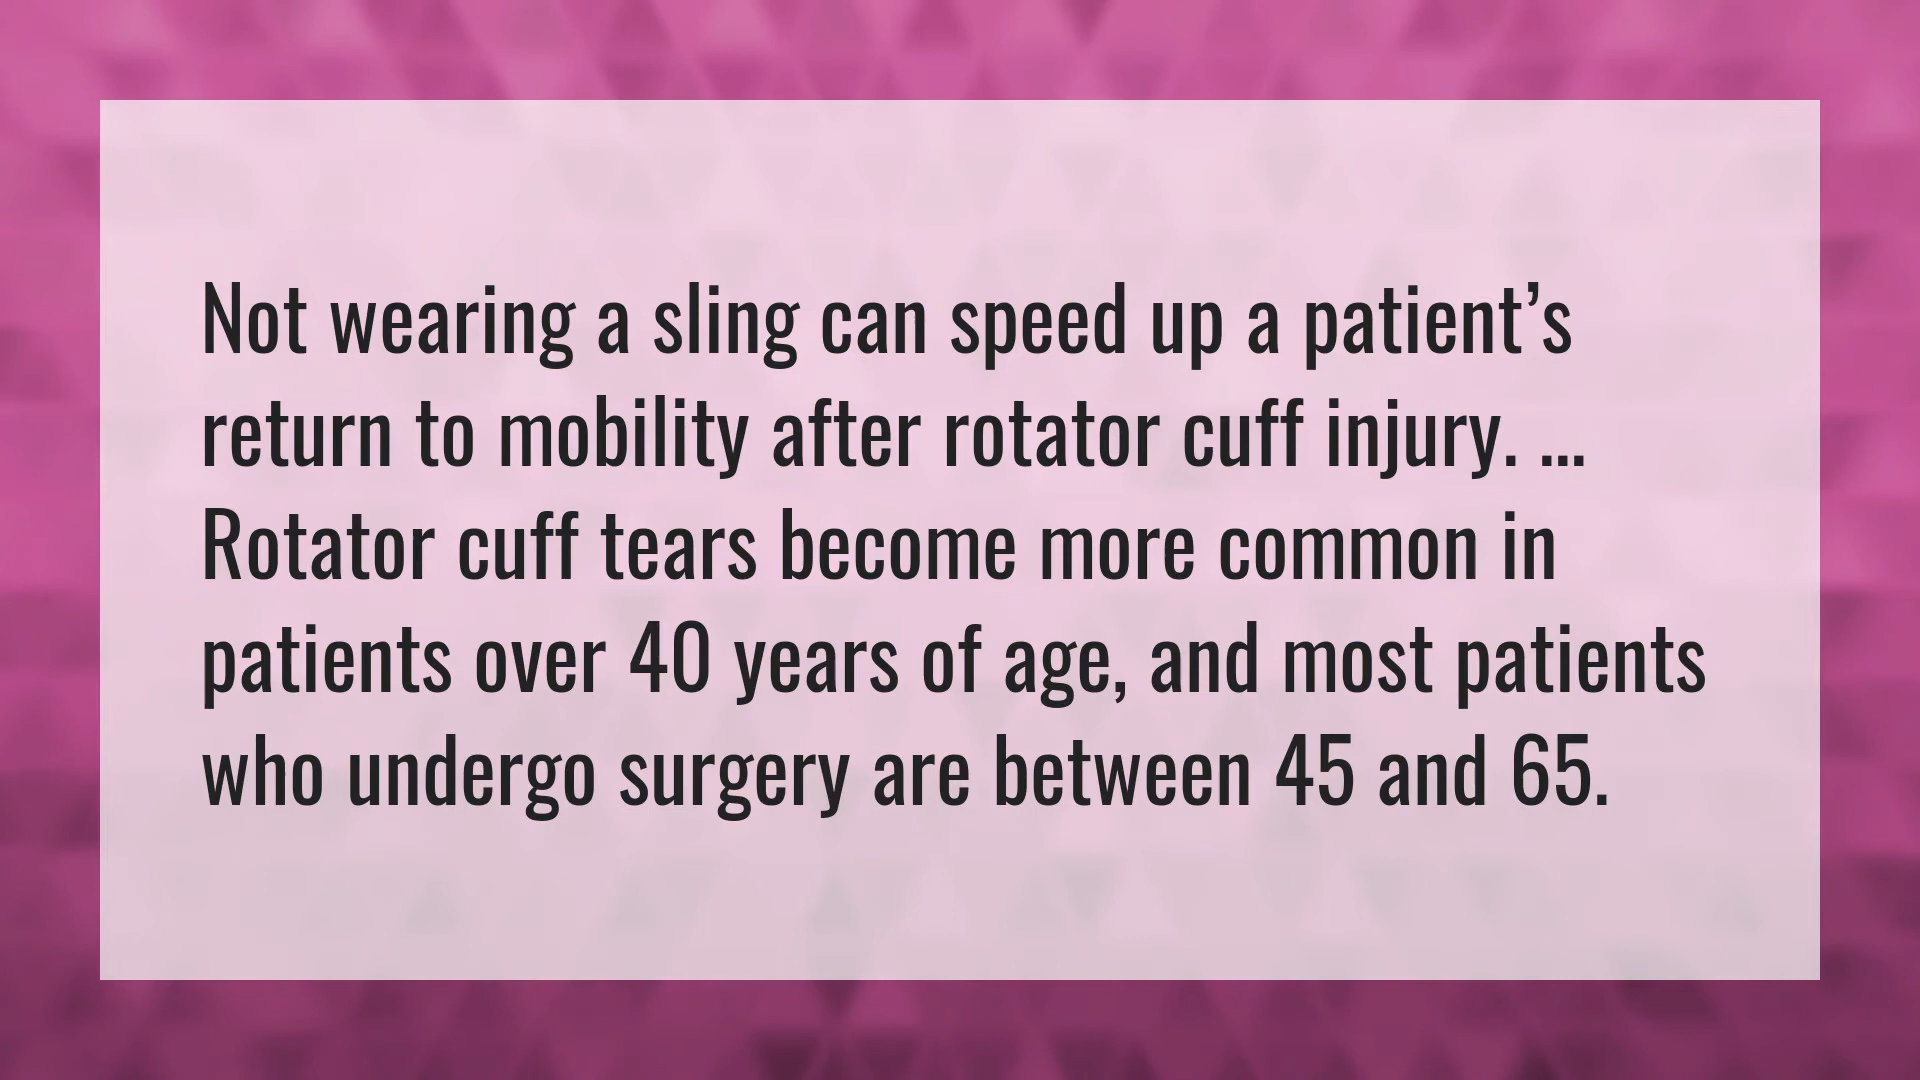 Not wearing a sling can speed up a patient’s
return to mobility after rotator cuff injury. ...
Rotator cuff tears become more common in
patients over 40 years of age, and most patients
who undergo surgery are between 45 and 65.